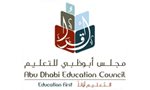 مجلس أبوظبي للتعليم
Abu Dhabi Education Council
Education First التعليم أولاً